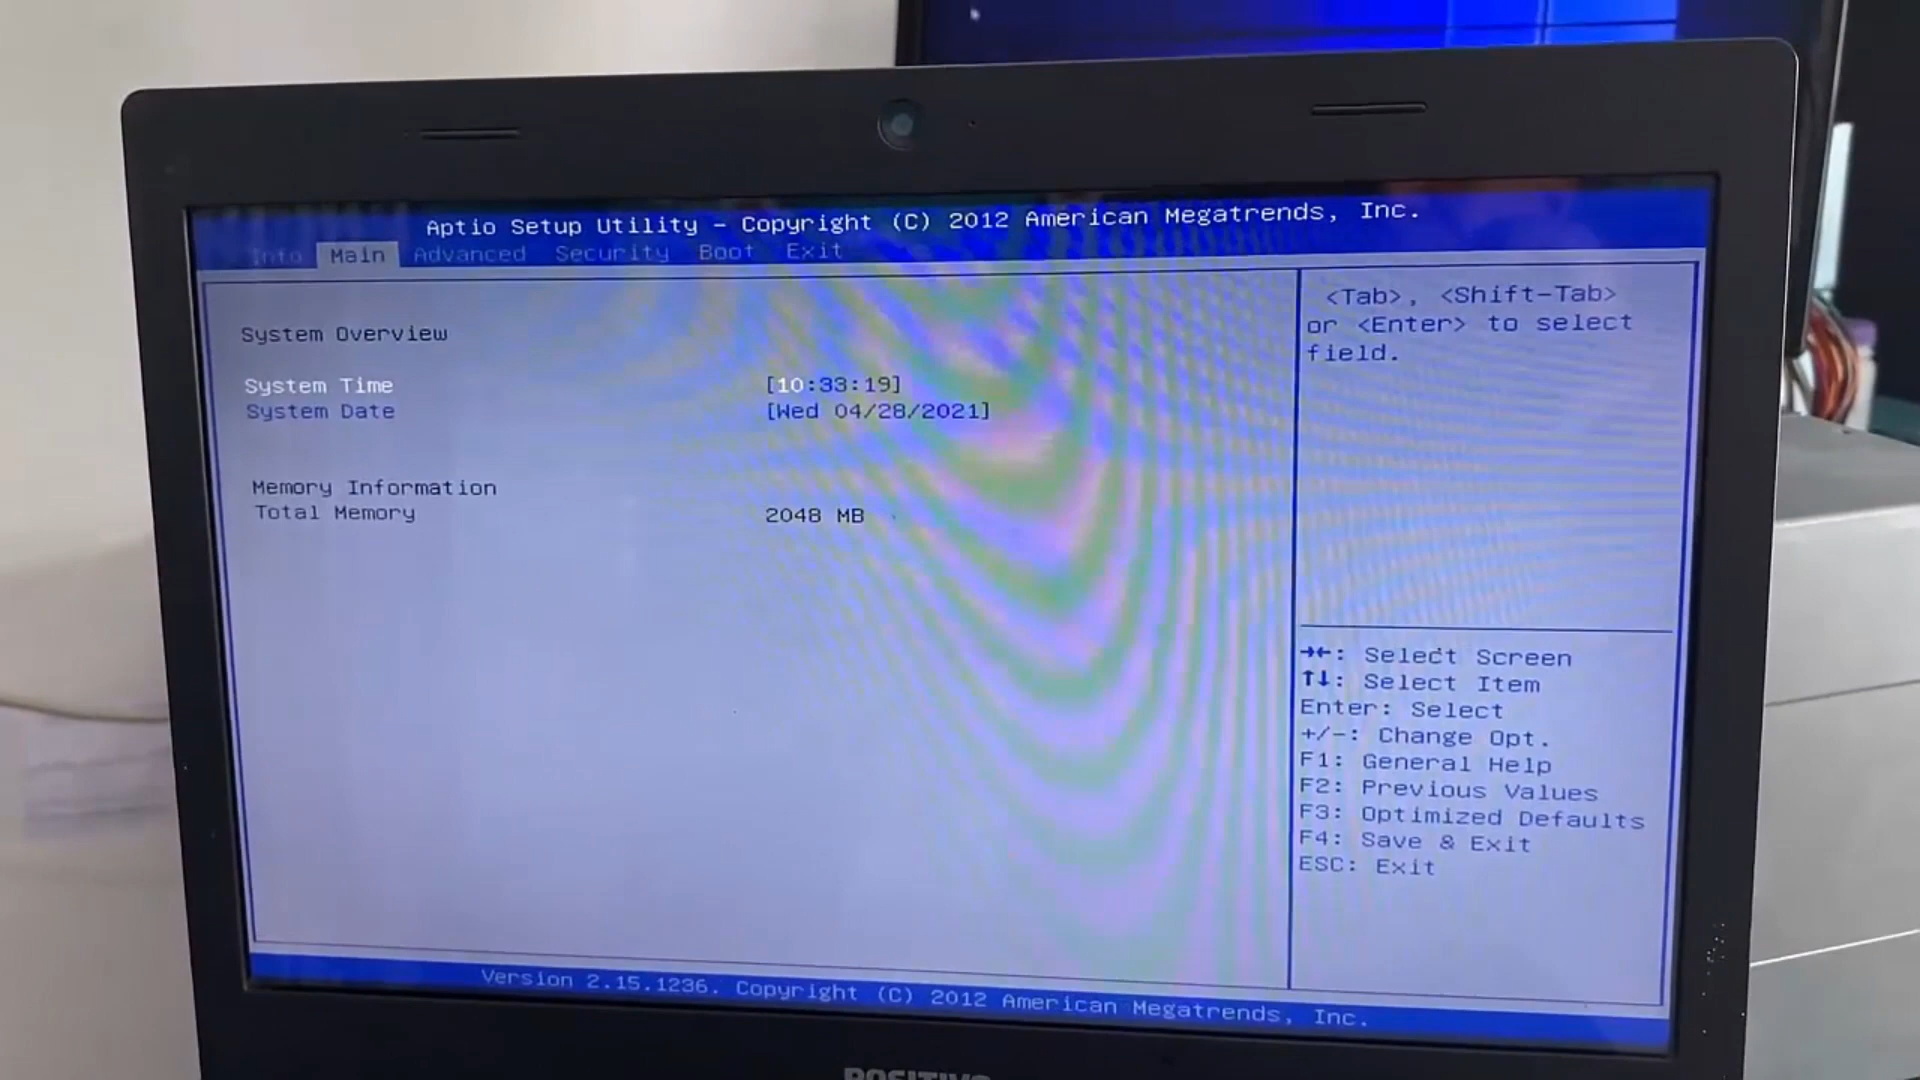 Aptio Setup Utility - Copyright (C) 2012 American Megatrends, Inc.
Info Main Advanced Security Boot Exit
System Overview
System Time [10:33:19]
System Date [Wed 04/28/2021]
Memory Information
Total Memory 2048 MB
<Tab>, <Shift-Tab>
or <Enter> to select
field.
→←: Select Screen
↑↓: Select Item
Enter: Select
+/-: Change Opt.
F1: General Help
F2: Previous Values
F3: Optimized Defaults
F4: Save & Exit
ESC: Exit
Version 2.15.1236. Copyright (C) 2012 American Megatrends, Inc.
POSITIVO